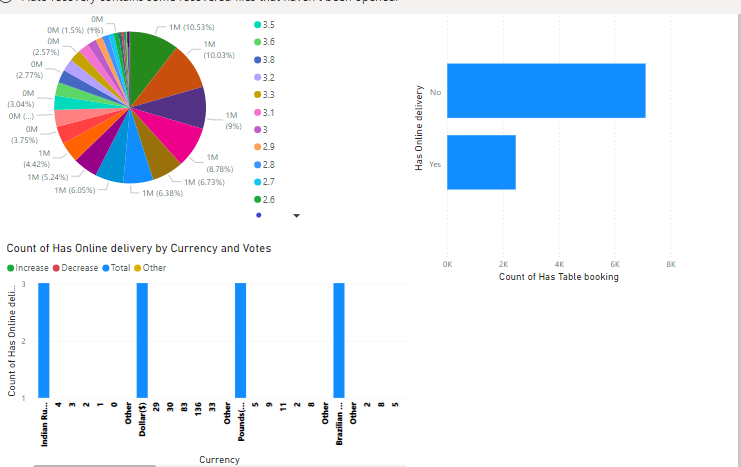 0M
0M (1.5%) (1%)
0M
(2.57%)
0M
(2.77%)
0M
(3.04%)
0M (...)
0M
(3.75%)
1M
(4.42%)
1M (5.24%)
1M (6.05%)
1M (6.38%)
1M (6.73%)
1M
(8.78%)
1M
(9%)
1M
(10.03%)
1M (10.53%)
3.5
3.6
3.8
3.2
3.3
3.1
3
2.9
2.8
2.7
2.6
Has Online delivery
No
Yes
0K 2K 4K 6K 8K
Count of Has Table booking
Count of Has Online delivery by Currency and Votes
Increase Decrease Total Other
Count of Has Online deli...
3
2
1
Indian Ru...
4
3
2
1
0
Other
Dollar($)
29
30
83
136
33
Other
Pounds(...
5
9
11
2
8
Other
Brazilian ...
Other
2
8
5
Currency